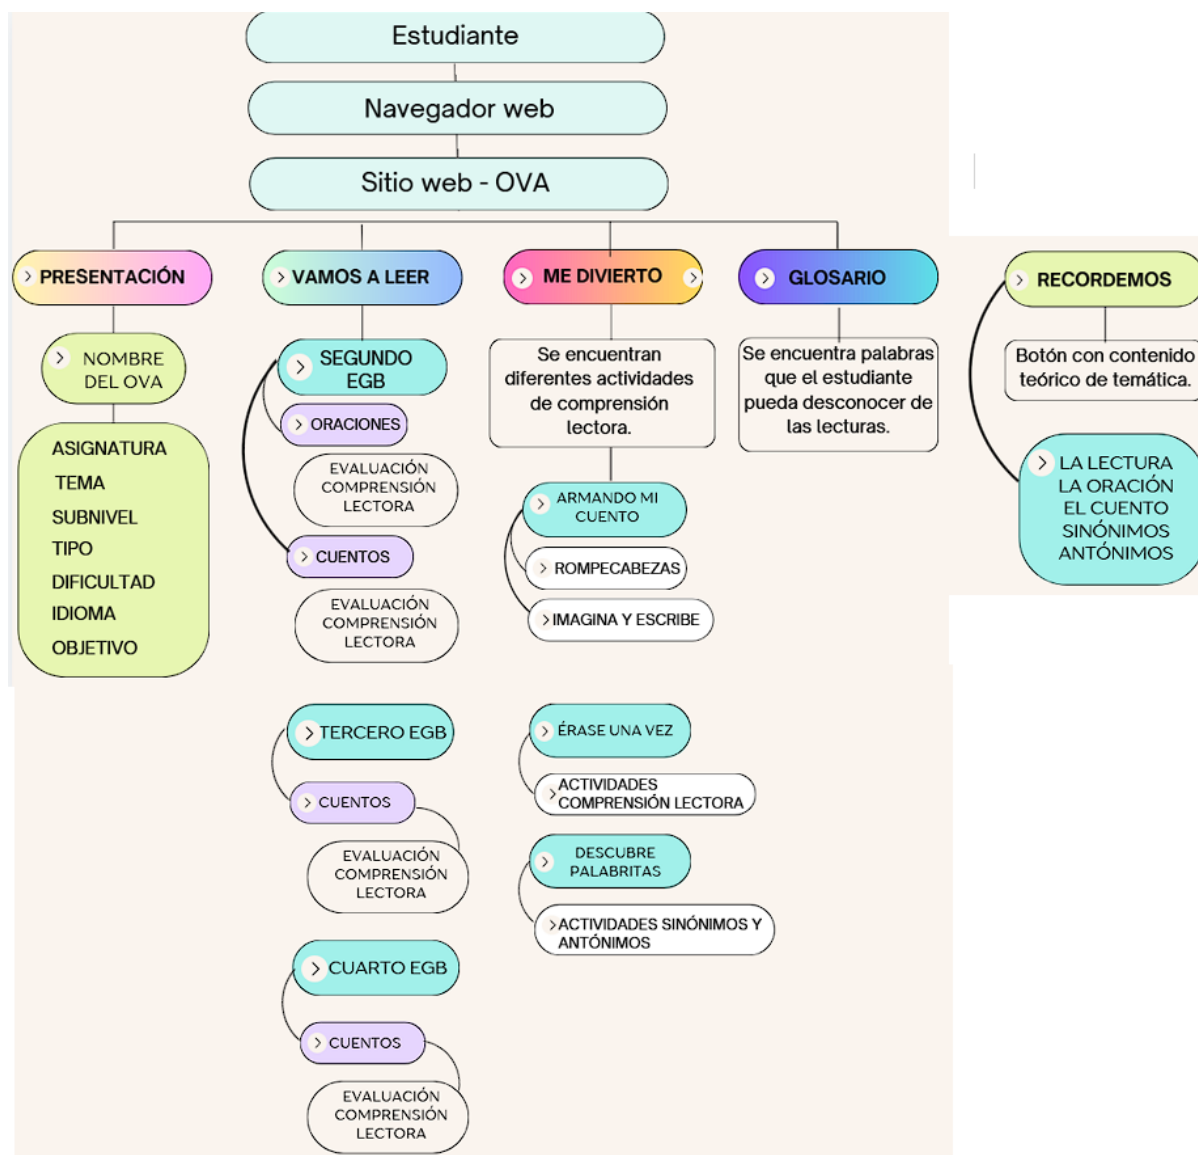 Estudiante
Navegador web
Sitio web - OVA
PRESENTACIÓN
NOMBRE
DEL OVA
ASIGNATURA
TEMA
SUBNIVEL
TIPO
DIFICULTAD
IDIOMA
OBJETIVO
VAMOS A LEER
SEGUNDO
EGB
ORACIONES
EVALUACIÓN
COMPRENSIÓN
LECTORA
CUENTOS
EVALUACIÓN
COMPRENSIÓN
LECTORA
TERCERO EGB
CUENTOS
EVALUACIÓN
COMPRENSIÓN
LECTORA
CUARTO EGB
CUENTOS
EVALUACIÓN
COMPRENSIÓN
LECTORA
ME DIVIERTO
Se encuentran
diferentes actividades
de comprensión
lectora.
ARMANDO MI
CUENTO
ROMPECABEZAS
IMAGINA Y ESCRIBE
ÉRASE UNA VEZ
ACTIVIDADES
COMPRENSIÓN LECTORA
DESCUBRE
PALABRITAS
ACTIVIDADES SINÓNIMOS Y
ANTÓNIMOS
GLOSARIO
Se encuentra palabras
que el estudiante
pueda desconocer de
las lecturas.
RECORDEMOS
Botón con contenido
teórico de temática.
LA LECTURA
LA ORACIÓN
EL CUENTO
SINÓNIMOS
ANTÓNIMOS